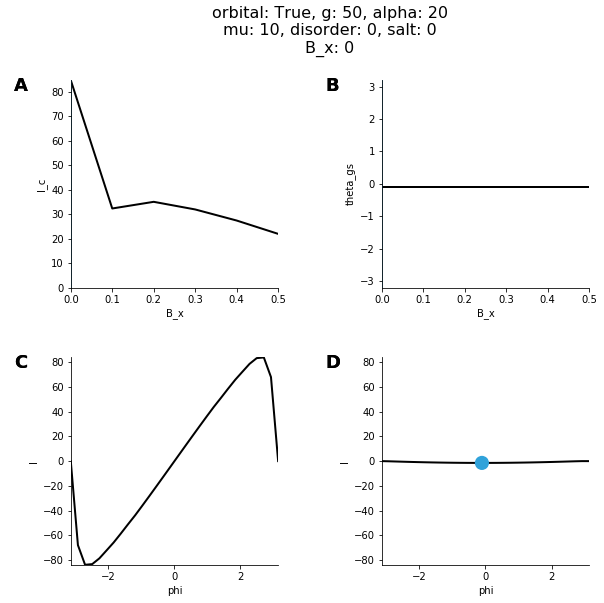 orbital: True, g: 50, alpha: 20
mu: 10, disorder: 0, salt: 0
B_x: 0
A
80
70
60
50
40
30
20
10
0
I_c
0.0 0.1 0.2 0.3 0.4 0.5
B_x
B
3
2
1
0
−1
−2
−3
theta_gs
0.0 0.1 0.2 0.3 0.4 0.5
B_x
C
80
60
40
20
0
−20
−40
−60
−80
I
−2 0 2
phi
D
80
60
40
20
0
−20
−40
−60
−80
I
−2 0 2
phi